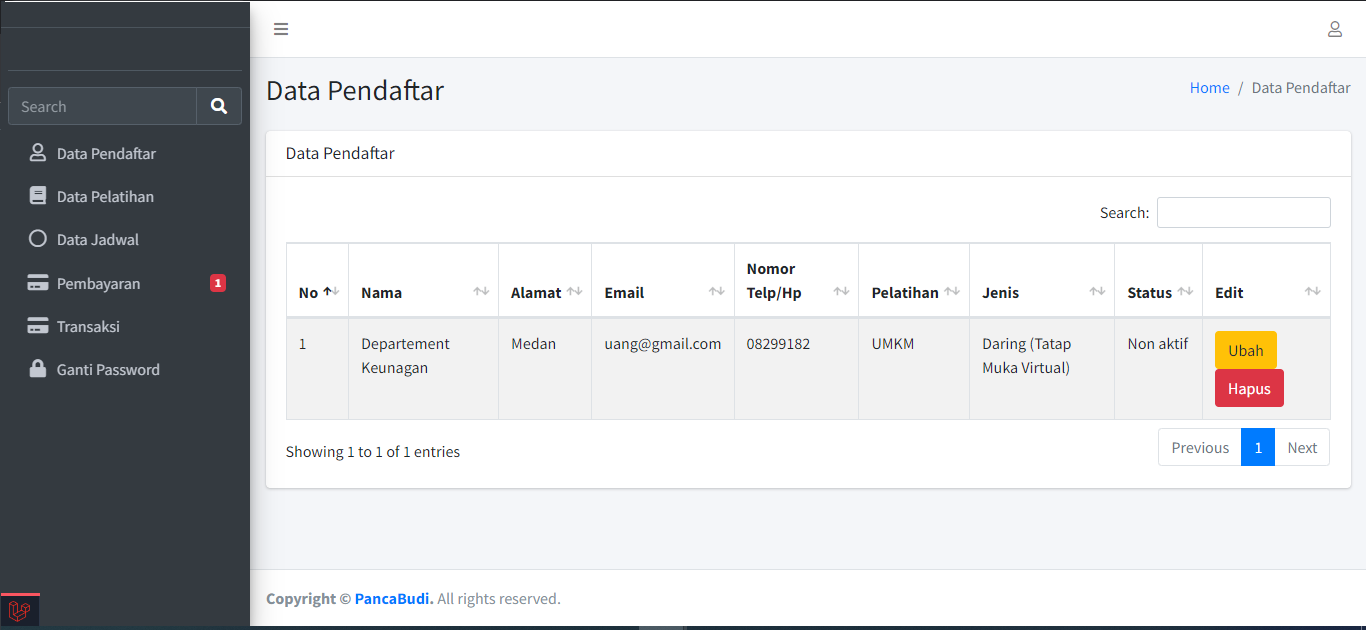 Search
Data Pendaftar
Data Pelatihan
Data Jadwal
Pembayaran 1
Transaksi
Ganti Password
Data Pendaftar
Home / Data Pendaftar
Data Pendaftar
Search:
No Nama Alamat Email Nomor Telp/Hp Pelatihan Jenis Status Edit
1 Departement Medan uang@gmail.com 08299182 UMKM Daring (Tatap Non aktif Ubah
Keunagan Muka Virtual) Hapus
Showing 1 to 1 of 1 entries
Previous 1 Next
Copyright © PancaBudi. All rights reserved.